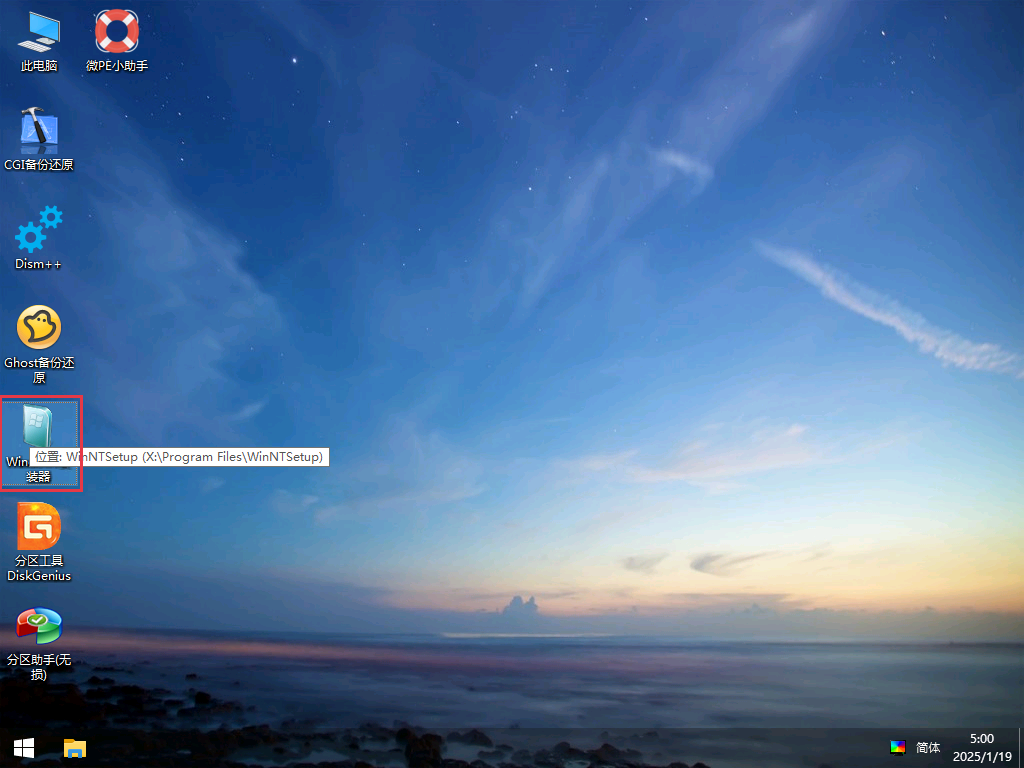 此电脑
微PE小助手
CGI备份还原
Dism++
Ghost备份还
原
Win
装器
位置: WinNTSetup (X:\Program Files\WinNTSetup)
分区工具
DiskGenius
分区助手(无
损)
简体
5:00
2025/1/19